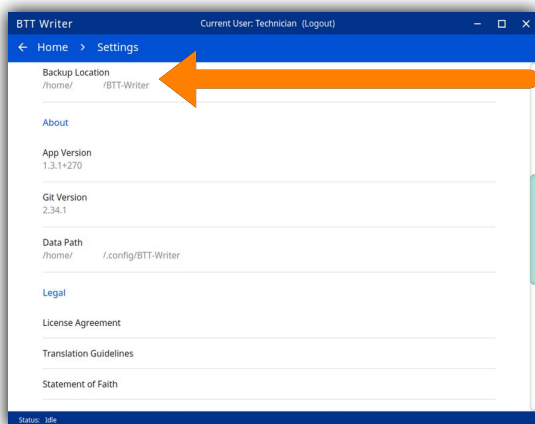 BTT Writer Current User: Technician (Logout)
← Home > Settings
Backup Location
/home/ /BTT-Writer
About
App Version
1.3.1+270
Git Version
2.34.1
Data Path
/home/ /.config/BTT-Writer
Legal
License Agreement
Translation Guidelines
Statement of Faith
Status: Idle